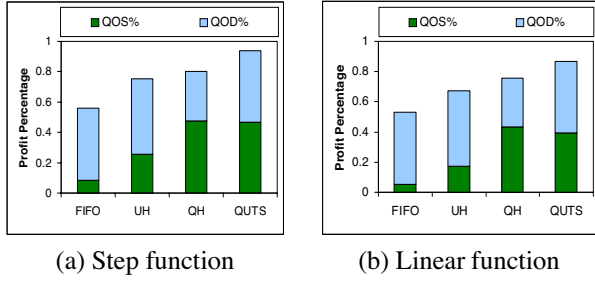 QOS% QOD%
Profit Percentage
1
0.8
0.6
0.4
0.2
0
FIFO UH QH QUTS
(a) Step function
QOS% QOD%
Profit Percentage
1
0.8
0.6
0.4
0.2
0
FIFO UH QH QUTS
(b) Linear function